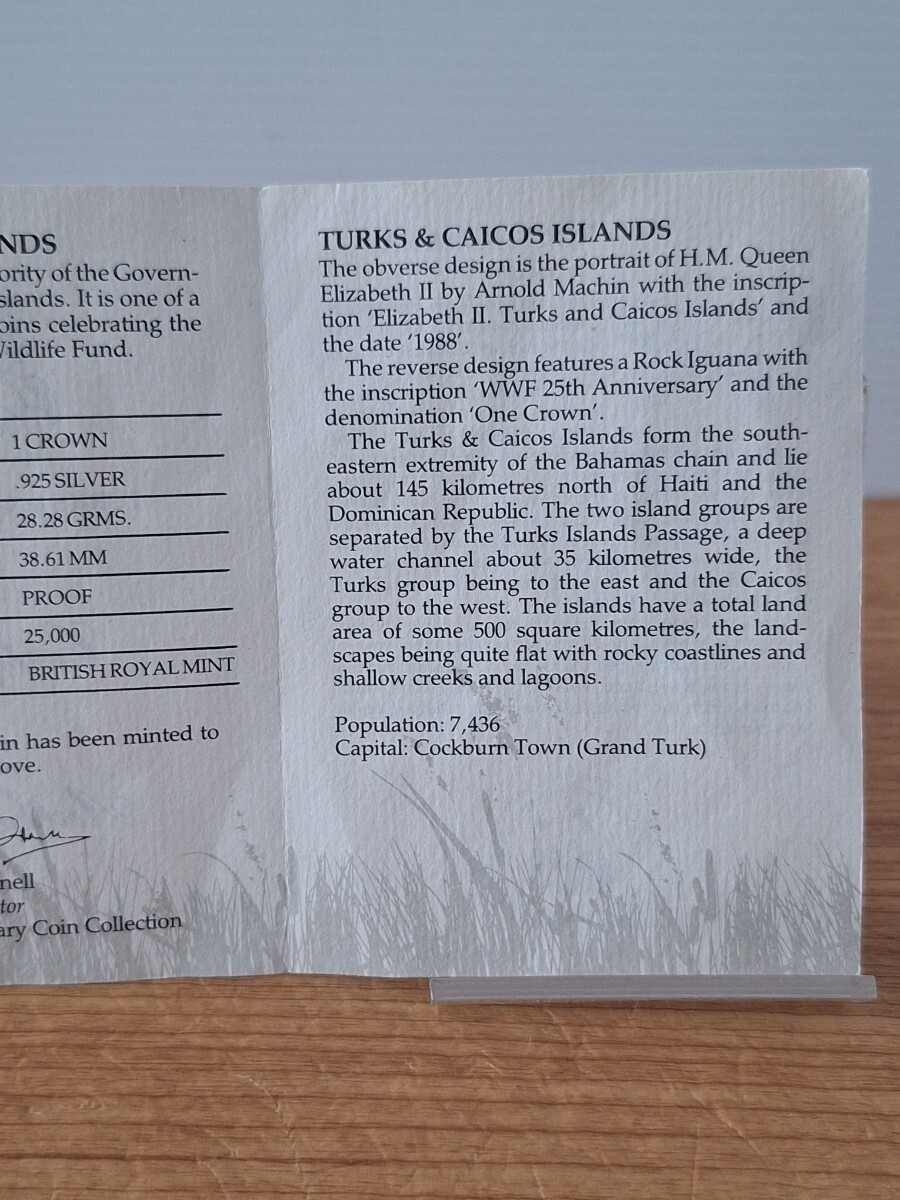 NDS
ority of the Govern-
slands. It is one of a
oins celebrating the
Wildlife Fund.
1 CROWN
.925 SILVER
28.28 GRMS.
38.61 MM
PROOF
25,000
BRITISH ROYAL MINT
in has been minted to
ove.
nell
tor
ary Coin Collection
TURKS & CAICOS ISLANDS
The obverse design is the portrait of H.M. Queen
Elizabeth II by Arnold Machin with the inscrip-
tion ‘Elizabeth II. Turks and Caicos Islands’ and
the date ‘1988’.
The reverse design features a Rock Iguana with
the inscription ‘WWF 25th Anniversary’ and the
denomination ‘One Crown’.
The Turks & Caicos Islands form the south-
eastern extremity of the Bahamas chain and lie
about 145 kilometres north of Haiti and the
Dominican Republic. The two island groups are
separated by the Turks Islands Passage, a deep
water channel about 35 kilometres wide, the
Turks group being to the east and the Caicos
group to the west. The islands have a total land
area of some 500 square kilometres, the land-
scapes being quite flat with rocky coastlines and
shallow creeks and lagoons.
Population: 7,436
Capital: Cockburn Town (Grand Turk)